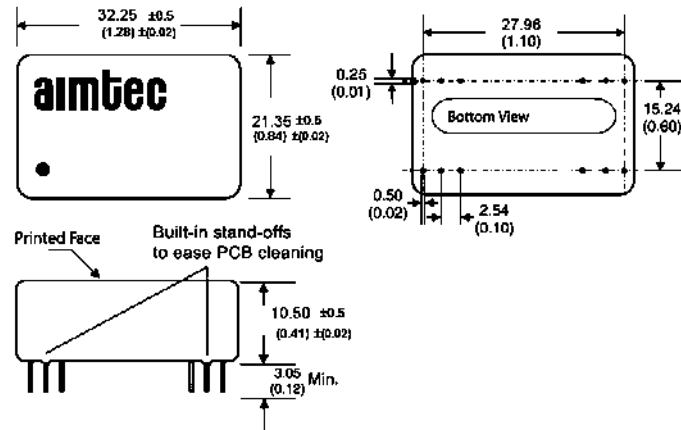 32.25 ±0.5
(1.28) ±(0.02)
aimtec
21.35 ±0.5
(0.84) ±(0.02)
27.96
(1.10)
0.25
(0.01)
Bottom View
15.24
(0.60)
0.50
(0.02)
2.54
(0.10)
Printed Face
Built-in stand-offs
to ease PCB cleaning
10.50 ±0.5
(0.41) ±(0.02)
3.05
(0.12) Min.